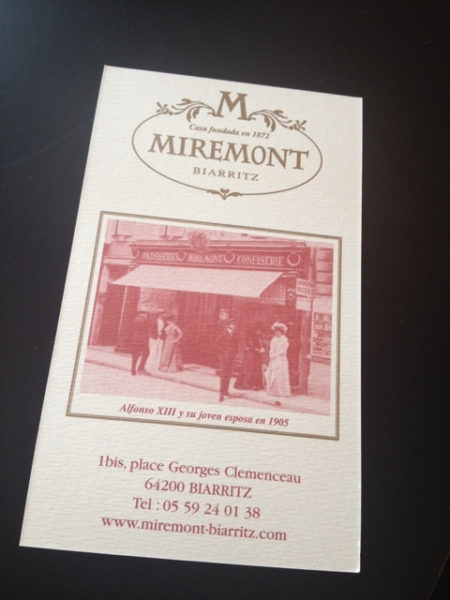 M
Casa fundada en 1872
MIREMONT
BIARRITZ
PATISSERIE MIREMONT CONFISERIE
Alfonso XIII y su joven esposa en 1905
1bis, place Georges Clemenceau
64200 BIARRITZ
Tel : 05 59 24 01 38
www.miremont-biarritz.com